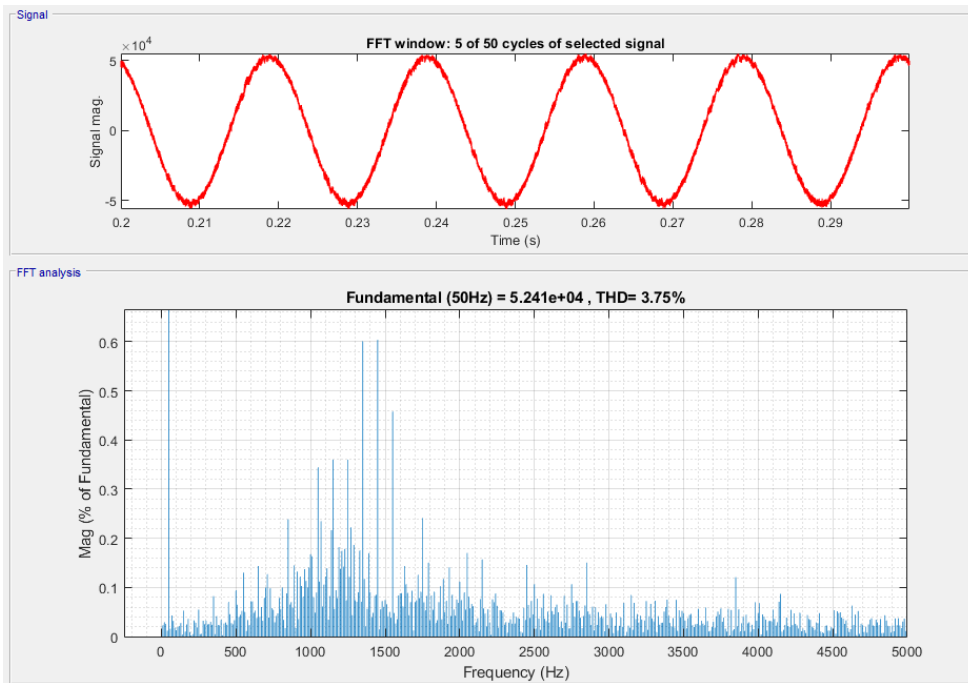 Signal
FFT window: 5 of 50 cycles of selected signal
×10⁴
5
0
-5
Signal mag.
0.2 0.21 0.22 0.23 0.24 0.25 0.26 0.27 0.28 0.29
Time (s)
FFT analysis
Fundamental (50Hz) = 5.241e+04 , THD= 3.75%
0.6
0.5
0.4
0.3
0.2
0.1
0
Mag (% of Fundamental)
0 500 1000 1500 2000 2500 3000 3500 4000 4500 5000
Frequency (Hz)